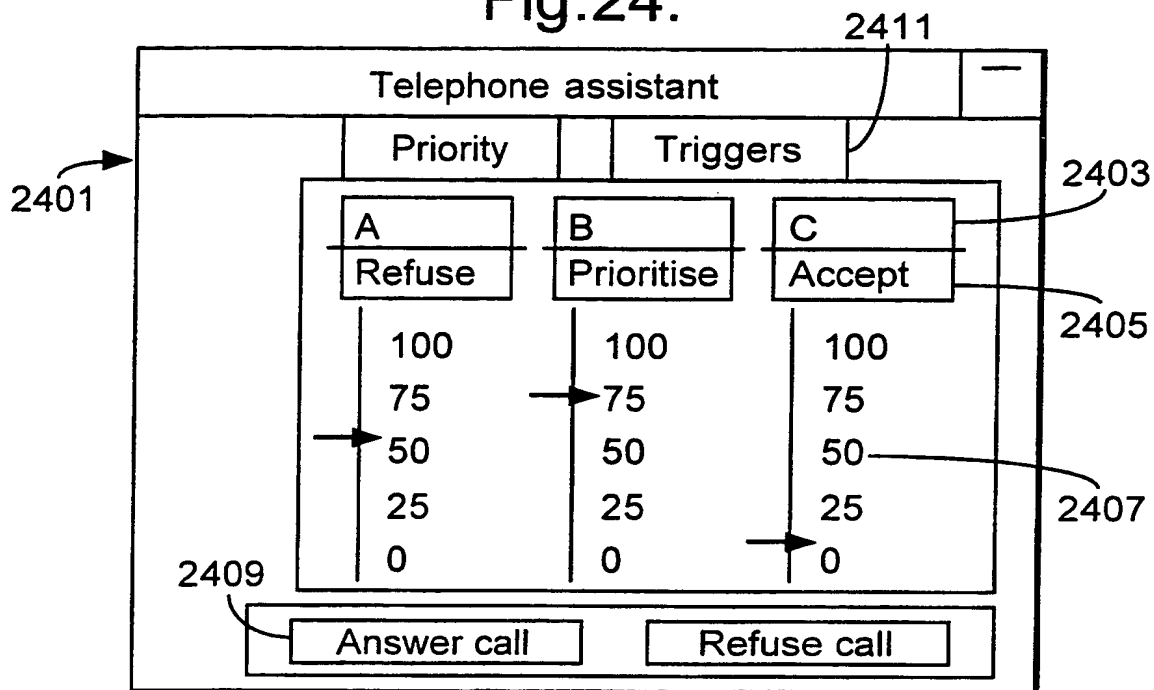 Fig.24.
2411
Telephone assistant
Priority Triggers
2401
2403
A B C
Refuse Prioritise Accept
2405
100 100 100
75 75 75
50 50 50
2407
25 25 25
0 0 0
2409
Answer call Refuse call